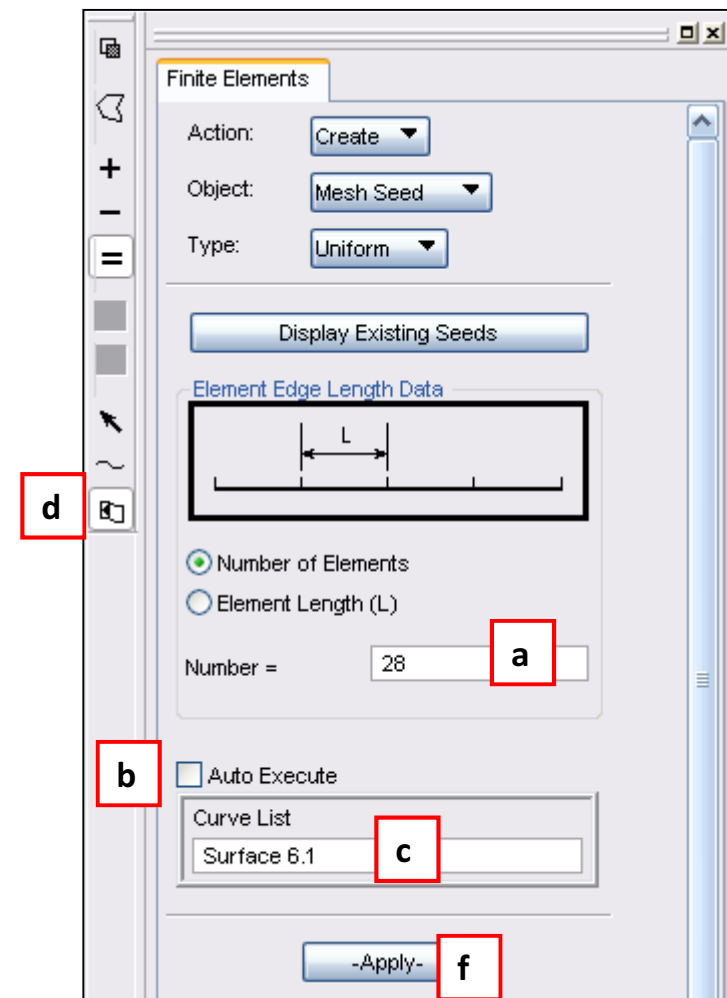 Finite Elements
Action: Create
Object: Mesh Seed
Type: Uniform
Display Existing Seeds
Element Edge Length Data
L
d
Number of Elements
Element Length (L)
Number = 28 a
b Auto Execute
Curve List
Surface 6.1 c
-Apply- f